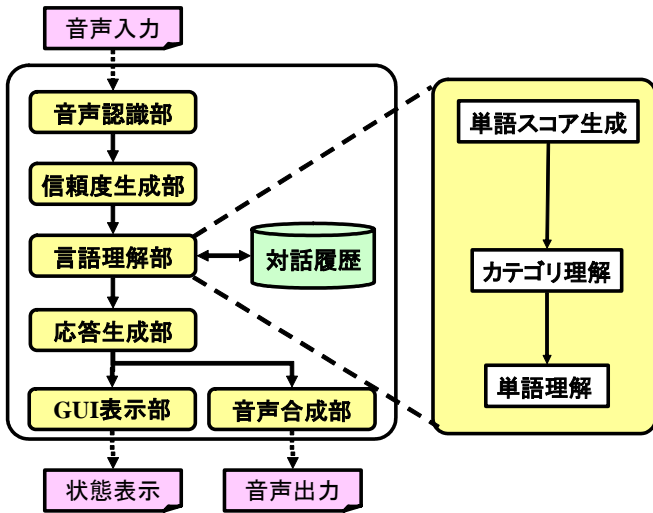 音声入力
音声認識部
信頼度生成部
言語理解部
対話履歴
応答生成部
GUI表示部
音声合成部
状態表示
音声出力
単語スコア生成
カテゴリ理解
単語理解